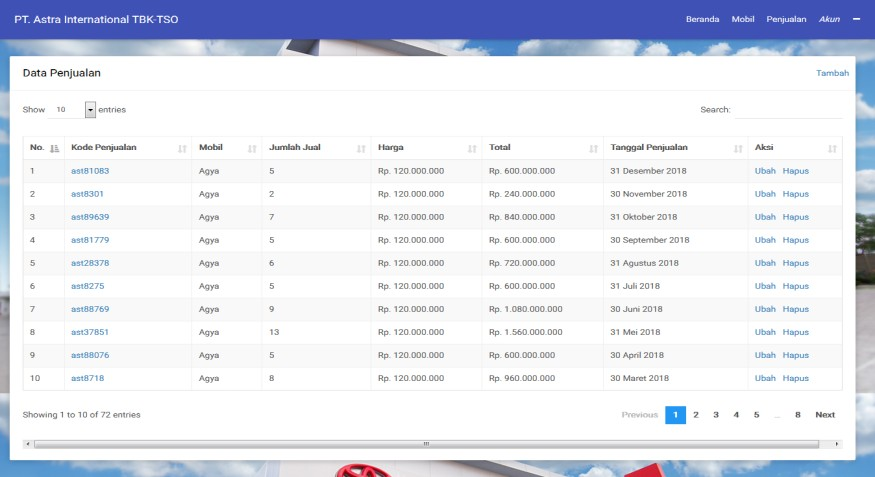 PT. Astra International TBK-TSO Beranda Mobil Penjualan Akun
Data Penjualan Tambah
Show 10 entries Search:
No. Kode Penjualan Mobil Jumlah Jual Harga Total Tanggal Penjualan Aksi
1 ast81083 Agya 5 Rp. 120.000.000 Rp. 600.000.000 31 Desember 2018 Ubah Hapus
2 ast8301 Agya 2 Rp. 120.000.000 Rp. 240.000.000 30 November 2018 Ubah Hapus
3 ast89639 Agya 7 Rp. 120.000.000 Rp. 840.000.000 31 Oktober 2018 Ubah Hapus
4 ast81779 Agya 5 Rp. 120.000.000 Rp. 600.000.000 30 September 2018 Ubah Hapus
5 ast28378 Agya 6 Rp. 120.000.000 Rp. 720.000.000 31 Agustus 2018 Ubah Hapus
6 ast8275 Agya 5 Rp. 120.000.000 Rp. 600.000.000 31 Juli 2018 Ubah Hapus
7 ast88769 Agya 9 Rp. 120.000.000 Rp. 1.080.000.000 30 Juni 2018 Ubah Hapus
8 ast37851 Agya 13 Rp. 120.000.000 Rp. 1.560.000.000 31 Mei 2018 Ubah Hapus
9 ast88076 Agya 5 Rp. 120.000.000 Rp. 600.000.000 30 April 2018 Ubah Hapus
10 ast8718 Agya 8 Rp. 120.000.000 Rp. 960.000.000 30 Maret 2018 Ubah Hapus
Showing 1 to 10 of 72 entries Previous 1 2 3 4 5 … 8 Next